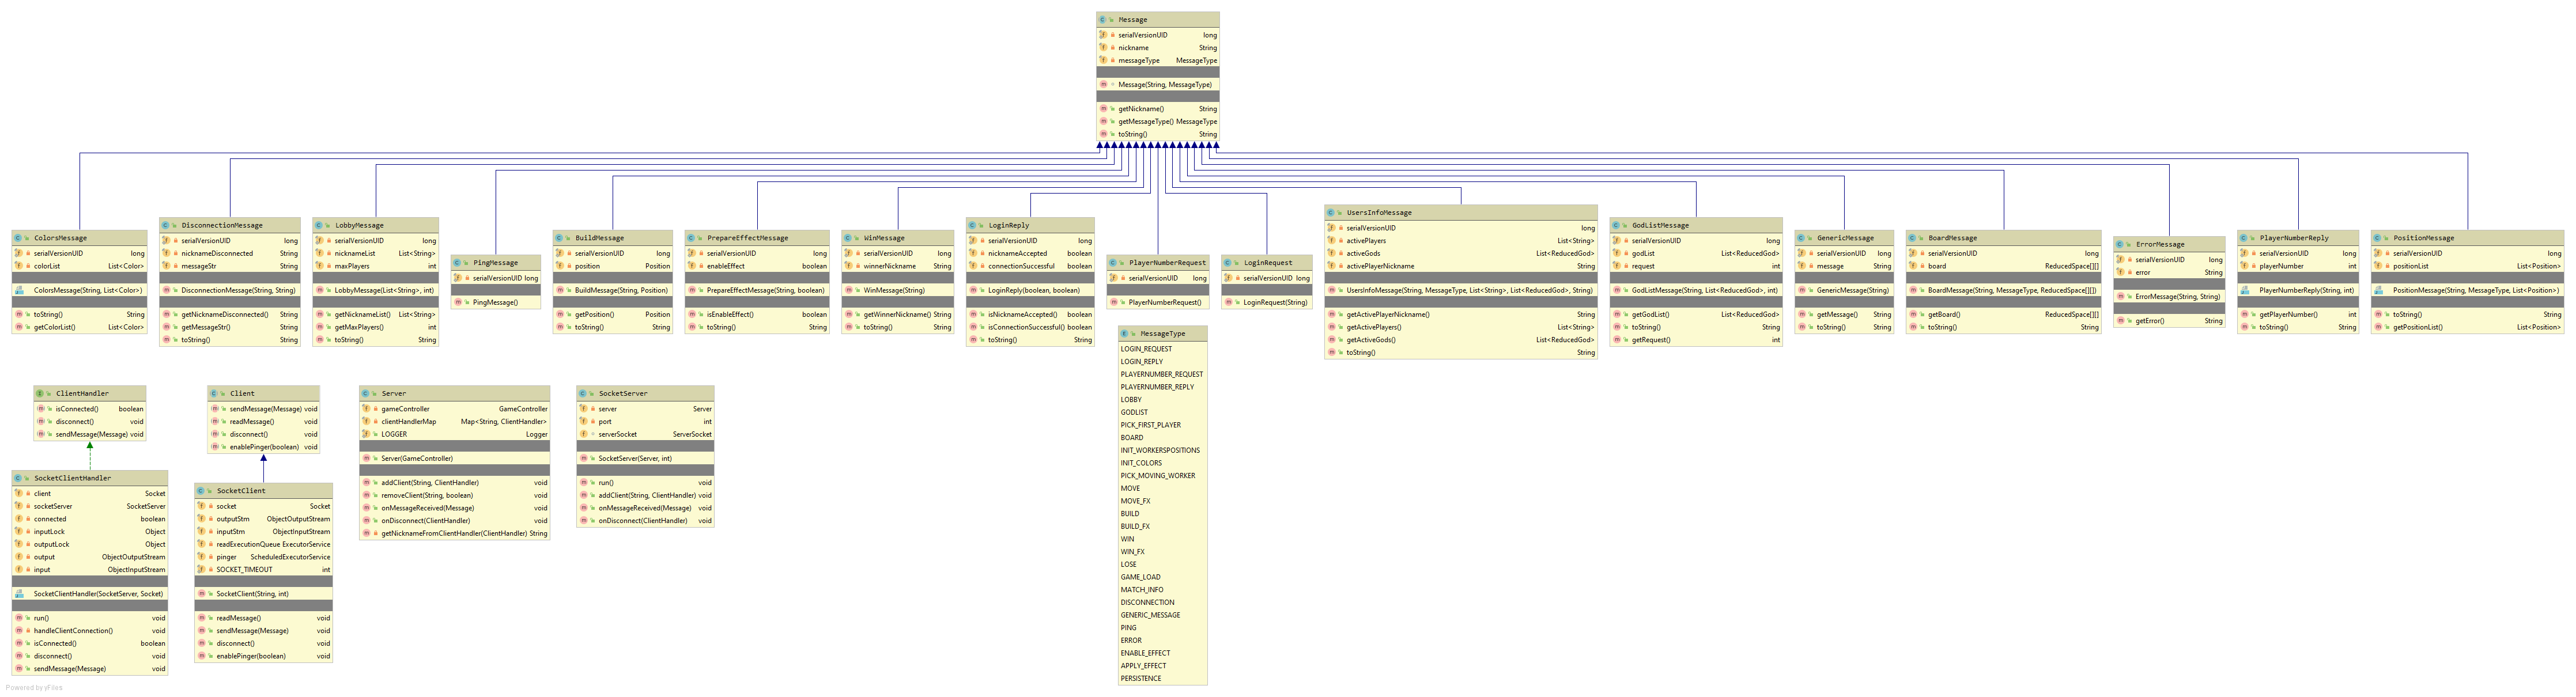 Message
serialVersionUID long
nickname String
messageType MessageType
Message(String, MessageType)
getNickname() String
getMessageType() MessageType
toString() String
ColorsMessage
serialVersionUID long
colorList List<Color>
ColorsMessage(String, List<Color>)
toString() String
getColorList() List<Color>
DisconnectionMessage
serialVersionUID long
nicknameDisconnected String
messageStr String
DisconnectionMessage(String, String)
getNicknameDisconnected() String
getMessageStr() String
toString() String
LobbyMessage
serialVersionUID long
nicknameList List<String>
maxPlayers int
LobbyMessage(List<String>, int)
getNicknameList() List<String>
getMaxPlayers() int
toString() String
PingMessage
serialVersionUID long
PingMessage()
BuildMessage
serialVersionUID long
position Position
BuildMessage(String, Position)
getPosition() Position
toString() String
PrepareEffectMessage
serialVersionUID long
enableEffect boolean
PrepareEffectMessage(String, boolean)
isEnableEffect() boolean
toString() String
WinMessage
serialVersionUID long
winnerNickname String
WinMessage(String)
getWinnerNickname() String
toString() String
LoginReply
serialVersionUID long
nicknameAccepted boolean
connectionSuccessful boolean
LoginReply(boolean, boolean)
isNicknameAccepted() boolean
isConnectionSuccessful() boolean
toString() String
PlayerNumberRequest
serialVersionUID long
PlayerNumberRequest()
LoginRequest
serialVersionUID long
LoginRequest(String)
UsersInfoMessage
serialVersionUID long
activePlayers List<String>
activeGods List<ReducedGod>
activePlayerNickname String
UsersInfoMessage(String, MessageType, List<String>, List<ReducedGod>, String)
getActivePlayerNickname() String
getActivePlayers() List<String>
getActiveGods() List<ReducedGod>
toString() String
GodListMessage
serialVersionUID long
godList List<ReducedGod>
request int
GodListMessage(String, List<ReducedGod>, int)
getGodList() List<ReducedGod>
toString() String
getRequest() int
GenericMessage
serialVersionUID long
message String
GenericMessage(String)
getMessage() String
toString() String
BoardMessage
serialVersionUID long
board ReducedSpace[][]
BoardMessage(String, MessageType, ReducedSpace[][])
getBoard() ReducedSpace[][]
toString() String
ErrorMessage
serialVersionUID long
error String
ErrorMessage(String, String)
getError() String
PlayerNumberReply
serialVersionUID long
playerNumber int
PlayerNumberReply(String, int)
getPlayerNumber() int
toString() String
PositionMessage
serialVersionUID long
positionList List<Position>
PositionMessage(String, MessageType, List<Position>)
toString() String
getPositionList() List<Position>
MessageType
LOGIN_REQUEST
LOGIN_REPLY
PLAYERNUMBER_REQUEST
PLAYERNUMBER_REPLY
LOBBY
GODLIST
PICK_FIRST_PLAYER
BOARD
INIT_WORKERSPOSITIONS
INIT_COLORS
PICK_MOVING_WORKER
MOVE
MOVE_FX
BUILD
BUILD_FX
WIN
WIN_FX
LOSE
GAME_LOAD
MATCH_INFO
DISCONNECTION
GENERIC_MESSAGE
PING
ERROR
ENABLE_EFFECT
APPLY_EFFECT
PERSISTENCE
ClientHandler
isConnected() boolean
disconnect() void
sendMessage(Message) void
SocketClientHandler
client Socket
socketServer SocketServer
connected boolean
inputLock Object
outputLock Object
output ObjectOutputStream
input ObjectInputStream
SocketClientHandler(SocketServer, Socket)
run() void
handleClientConnection() void
isConnected() boolean
disconnect() void
sendMessage(Message) void
Client
sendMessage(Message) void
readMessage() void
disconnect() void
enablePinger(boolean) void
SocketClient
socket Socket
outputStm ObjectOutputStream
inputStm ObjectInputStream
readExecutionQueue ExecutorService
pinger ScheduledExecutorService
SOCKET_TIMEOUT int
SocketClient(String, int)
readMessage() void
sendMessage(Message) void
disconnect() void
enablePinger(boolean) void
Server
gameController GameController
clientHandlerMap Map<String, ClientHandler>
LOGGER Logger
Server(GameController)
addClient(String, ClientHandler) void
removeClient(String, boolean) void
onMessageReceived(Message) void
onDisconnect(ClientHandler) void
getNicknameFromClientHandler(ClientHandler) String
SocketServer
server Server
port int
serverSocket ServerSocket
SocketServer(Server, int)
run() void
addClient(String, ClientHandler) void
onMessageReceived(Message) void
onDisconnect(ClientHandler) void
Powered by yFiles